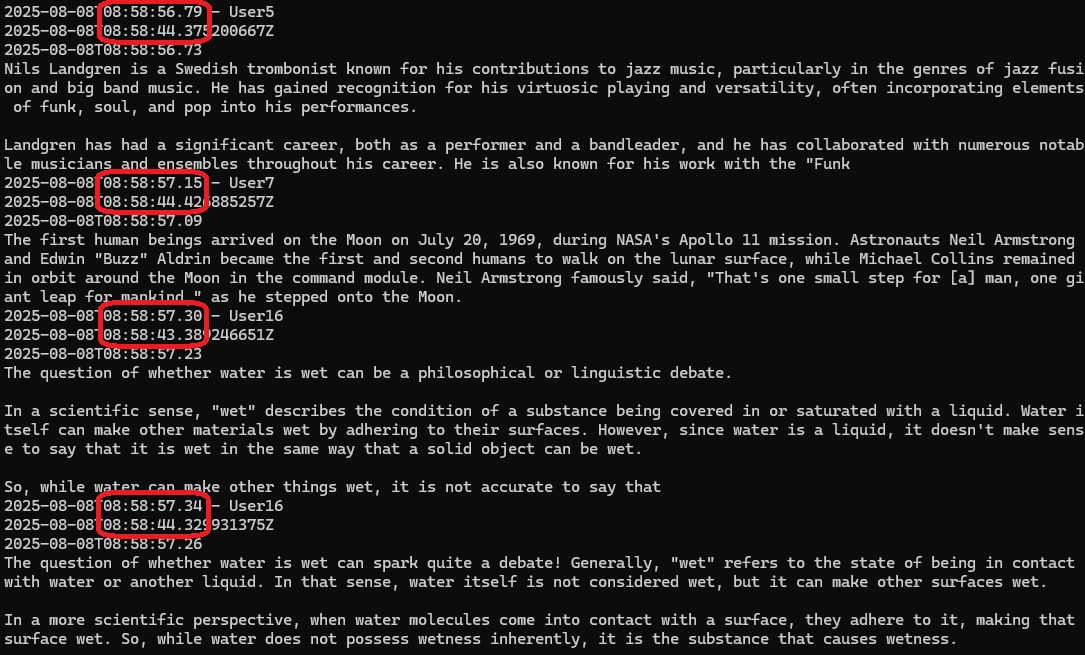 2025-08-08T08:58:56.79 - User5
2025-08-08T08:58:44.375200667Z
2025-08-08T08:58:56.73
Nils Landgren is a Swedish trombonist known for his contributions to jazz music, particularly in the genres of jazz fusi
on and big band music. He has gained recognition for his virtuosic playing and versatility, often incorporating elements
of funk, soul, and pop into his performances.
Landgren has had a significant career, both as a performer and a bandleader, and he has collaborated with numerous notab
le musicians and ensembles throughout his career. He is also known for his work with the "Funk
2025-08-08T08:58:57.15 - User7
2025-08-08T08:58:44.426885257Z
2025-08-08T08:58:57.09
The first human beings arrived on the Moon on July 20, 1969, during NASA's Apollo 11 mission. Astronauts Neil Armstrong
and Edwin "Buzz" Aldrin became the first and second humans to walk on the lunar surface, while Michael Collins remained
in orbit around the Moon in the command module. Neil Armstrong famously said, "That's one small step for [a] man, one gi
ant leap for mankind," as he stepped onto the Moon.
2025-08-08T08:58:57.30 - User16
2025-08-08T08:58:43.389246651Z
2025-08-08T08:58:57.23
The question of whether water is wet can be a philosophical or linguistic debate.
In a scientific sense, "wet" describes the condition of a substance being covered in or saturated with a liquid. Water i
tself can make other materials wet by adhering to their surfaces. However, since water is a liquid, it doesn't make sens
e to say that it is wet in the same way that a solid object can be wet.
So, while water can make other things wet, it is not accurate to say that
2025-08-08T08:58:57.34 - User16
2025-08-08T08:58:44.329931375Z
2025-08-08T08:58:57.26
The question of whether water is wet can spark quite a debate! Generally, "wet" refers to the state of being in contact
with water or another liquid. In that sense, water itself is not considered wet, but it can make other surfaces wet.
In a more scientific perspective, when water molecules come into contact with a surface, they adhere to it, making that
surface wet. So, while water does not possess wetness inherently, it is the substance that causes wetness.